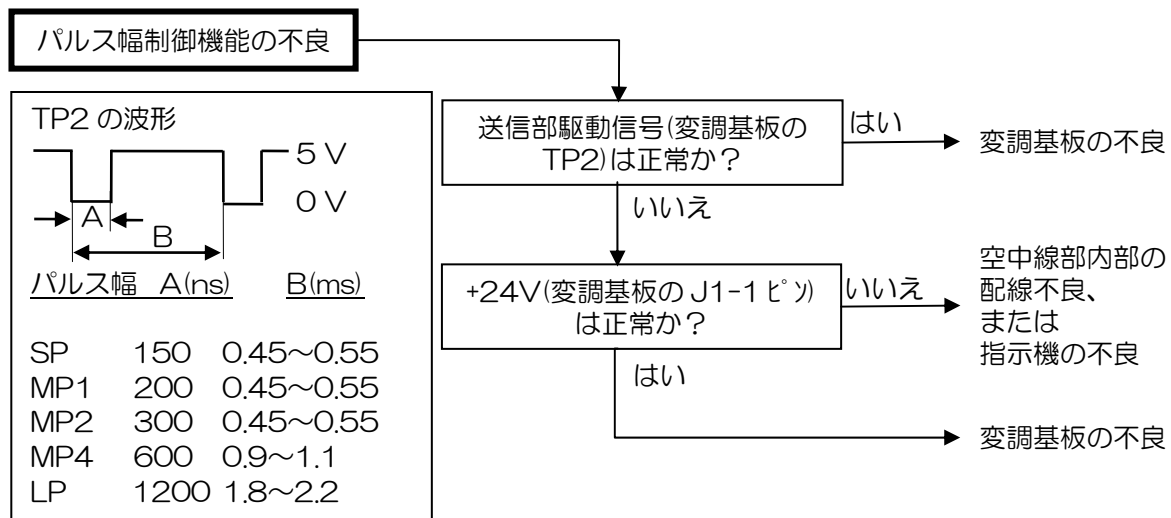 パルス幅制御機能の不良
TP2 の波形
5 V
0 V
A
B
パルス幅 A(ns) B(ms)
SP 150 0.45～0.55
MP1 200 0.45～0.55
MP2 300 0.45～0.55
MP4 600 0.9～1.1
LP 1200 1.8～2.2
送信部駆動信号(変調基板の
TP2)は正常か？
はい
変調基板の不良
いいえ
+24V(変調基板の J1-1 ﾋﾟﾝ)
は正常か？
いいえ
空中線部内部の
配線不良、
または
指示機の不良
はい
変調基板の不良